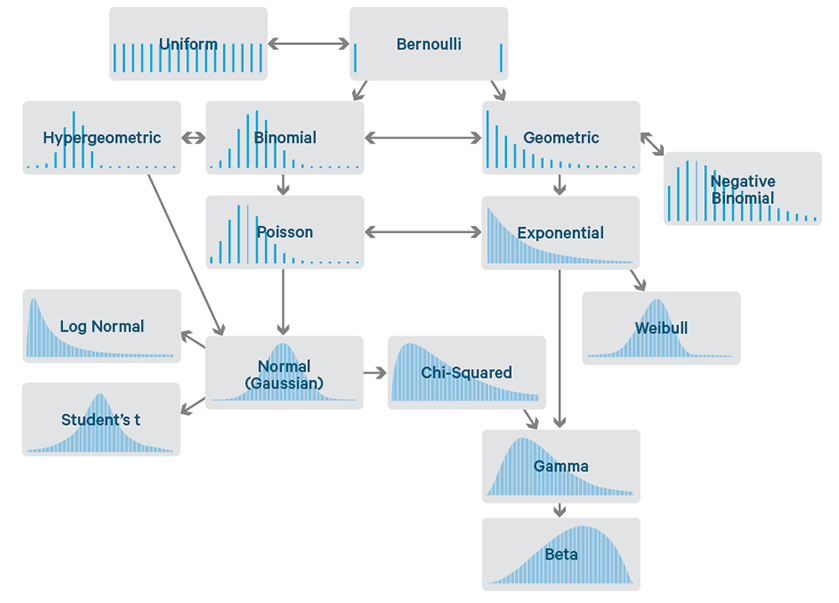 Uniform
Bernoulli
Hypergeometric
Binomial
Geometric
Negative
Binomial
Poisson
Exponential
Log Normal
Weibull
Normal
(Gaussian)
Chi-Squared
Student's t
Gamma
Beta